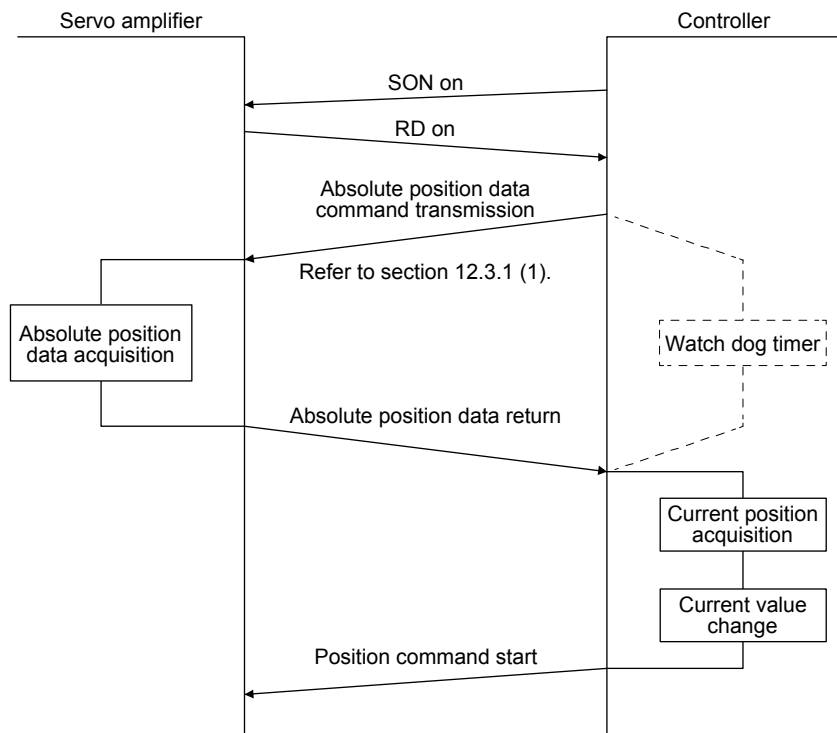 Servo amplifier
Controller
SON on
RD on
Absolute position data
command transmission
Refer to section 12.3.1 (1).
Absolute position
data acquisition
Watch dog timer
Absolute position data return
Current position
acquisition
Current value
change
Position command start